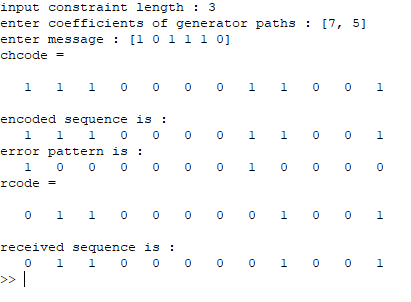 input constraint length : 3
enter coefficients of generator paths : [7, 5]
enter message : [1 0 1 1 1 0]
chcode =
1 1 1 0 0 0 0 1 1 0 0 1
encoded sequence is :
1 1 1 0 0 0 0 1 1 0 0 1
error pattern is :
1 0 0 0 0 0 0 1 0 0 0 0
rcode =
0 1 1 0 0 0 0 0 1 0 0 1
received sequence is :
0 1 1 0 0 0 0 0 1 0 0 1
>>